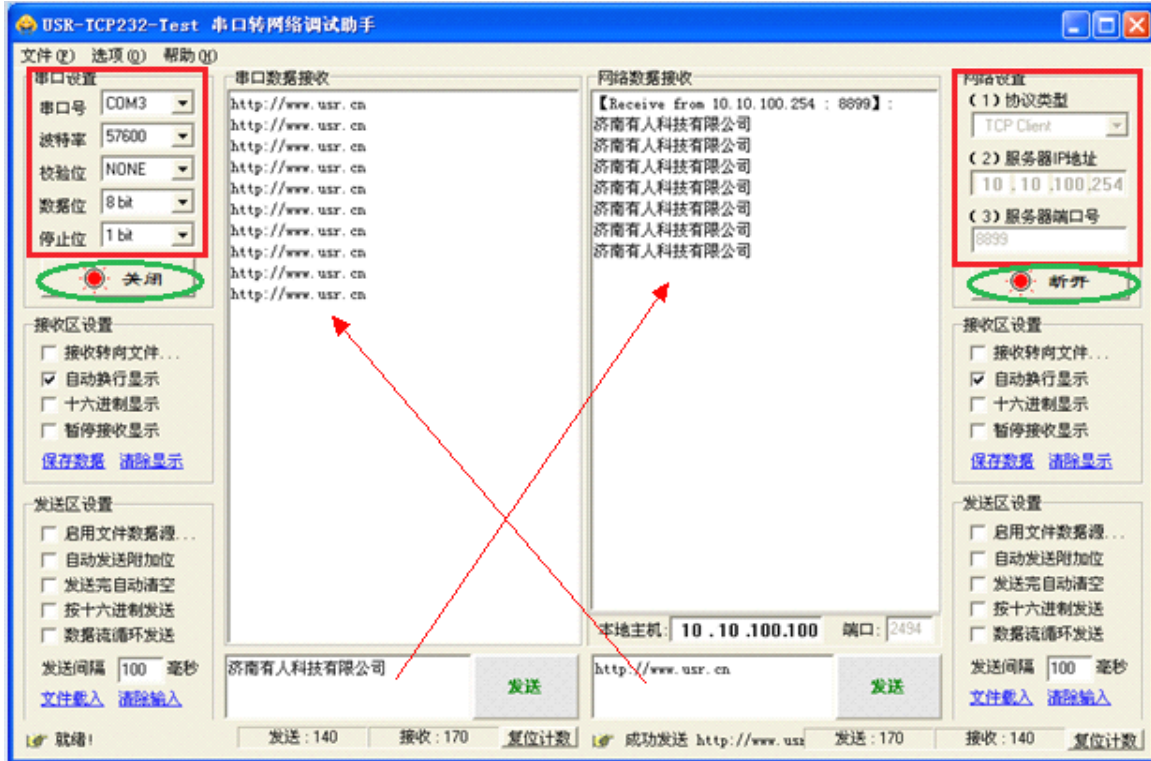 USR-TCP232-Test 串口转网络调试助手
文件(F) 选项(O) 帮助(H)
串口设置
串口号 COM3
波特率 57600
校验位 NONE
数据位 8 bit
停止位 1 bit
关闭
接收区设置
接收转向文件...
自动换行显示
十六进制显示
暂停接收显示
保存数据 清除显示
发送区设置
启用文件数据源...
自动发送附加位
发送完自动清空
按十六进制发送
数据流循环发送
发送间隔 100 毫秒
文件载入 清除输入
串口数据接收
http://www.usr.cn
http://www.usr.cn
http://www.usr.cn
http://www.usr.cn
http://www.usr.cn
http://www.usr.cn
http://www.usr.cn
http://www.usr.cn
http://www.usr.cn
http://www.usr.cn
济南有人科技有限公司
发送
网络数据接收
【Receive from 10.10.100.254 : 8899】:
济南有人科技有限公司
济南有人科技有限公司
济南有人科技有限公司
济南有人科技有限公司
济南有人科技有限公司
济南有人科技有限公司
济南有人科技有限公司
本地主机: 10 .10 .100.100 端口: 2494
http://www.usr.cn
发送
网络设置
(1)协议类型
TCP Client
(2)服务器IP地址
10 .10 .100.254
(3)服务器端口号
8899
断开
接收区设置
接收转向文件...
自动换行显示
十六进制显示
暂停接收显示
保存数据 清除显示
发送区设置
启用文件数据源...
自动发送附加位
发送完自动清空
按十六进制发送
数据流循环发送
发送间隔 100 毫秒
文件载入 清除输入
就绪! 发送:140 接收:170 复位计数
成功发送 http://www.usr 发送:170 接收:140 复位计数